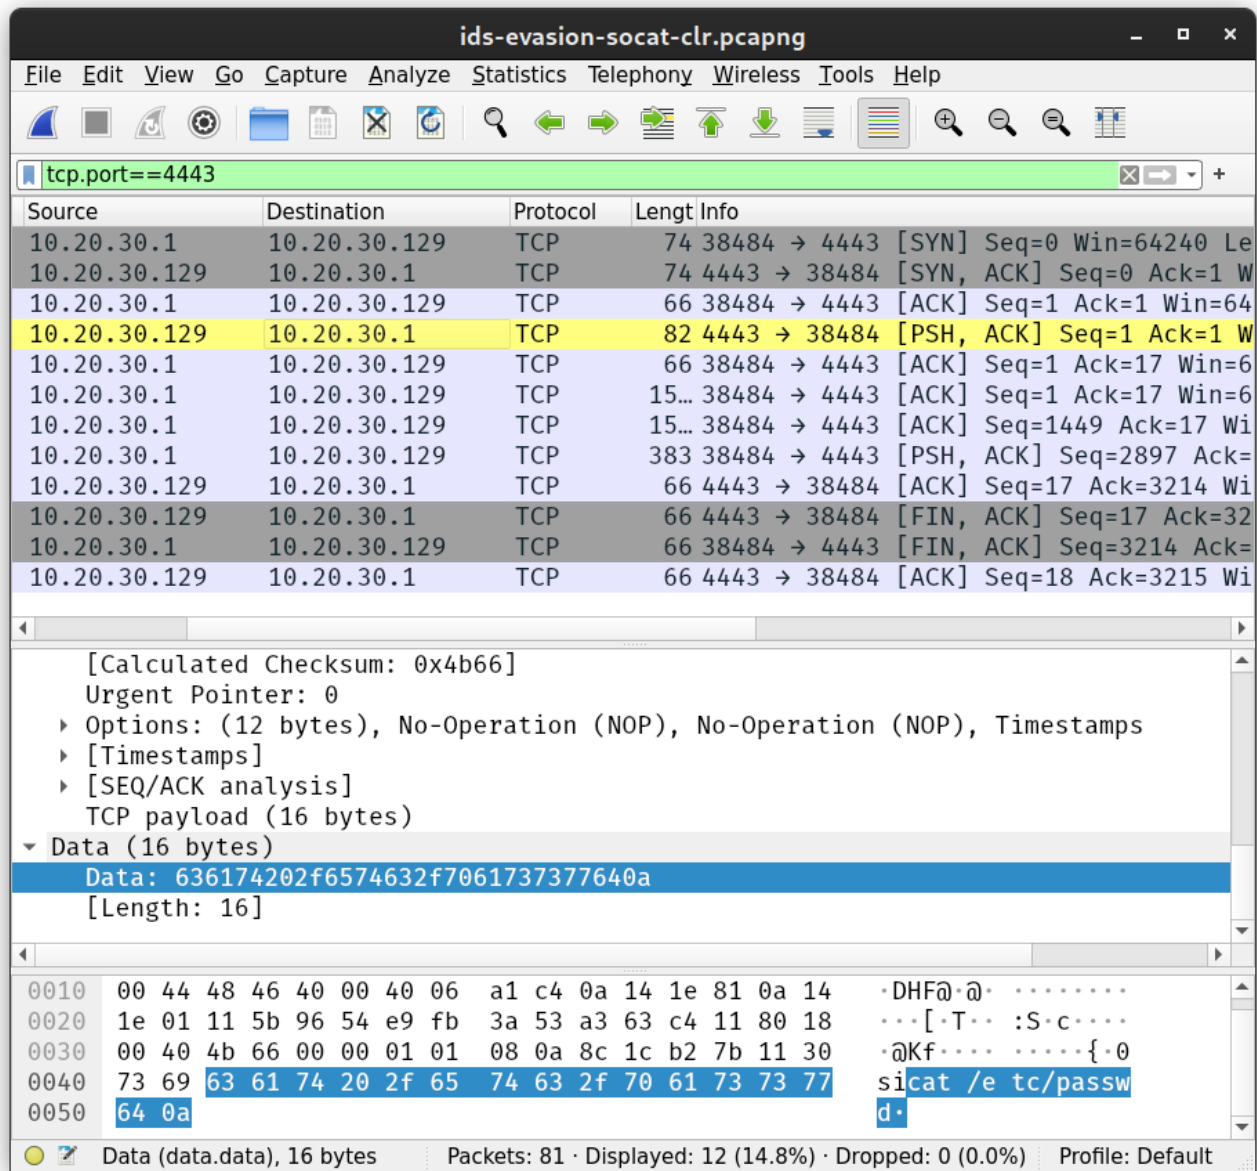 ids-evasion-socat-clr.pcapng
File Edit View Go Capture Analyze Statistics Telephony Wireless Tools Help
tcp.port==4443
Source Destination Protocol Lengt Info
10.20.30.1 10.20.30.129 TCP 74 38484 → 4443 [SYN] Seq=0 Win=64240 Le
10.20.30.129 10.20.30.1 TCP 74 4443 → 38484 [SYN, ACK] Seq=0 Ack=1 W
10.20.30.1 10.20.30.129 TCP 66 38484 → 4443 [ACK] Seq=1 Ack=1 Win=64
10.20.30.129 10.20.30.1 TCP 82 4443 → 38484 [PSH, ACK] Seq=1 Ack=1 W
10.20.30.1 10.20.30.129 TCP 66 38484 → 4443 [ACK] Seq=1 Ack=17 Win=6
10.20.30.1 10.20.30.129 TCP 15… 38484 → 4443 [ACK] Seq=1 Ack=17 Win=6
10.20.30.1 10.20.30.129 TCP 15… 38484 → 4443 [ACK] Seq=1449 Ack=17 Wi
10.20.30.1 10.20.30.129 TCP 383 38484 → 4443 [PSH, ACK] Seq=2897 Ack=
10.20.30.129 10.20.30.1 TCP 66 4443 → 38484 [ACK] Seq=17 Ack=3214 Wi
10.20.30.129 10.20.30.1 TCP 66 4443 → 38484 [FIN, ACK] Seq=17 Ack=32
10.20.30.1 10.20.30.129 TCP 66 38484 → 4443 [FIN, ACK] Seq=3214 Ack=
10.20.30.129 10.20.30.1 TCP 66 4443 → 38484 [ACK] Seq=18 Ack=3215 Wi
[Calculated Checksum: 0x4b66]
Urgent Pointer: 0
Options: (12 bytes), No-Operation (NOP), No-Operation (NOP), Timestamps
[Timestamps]
[SEQ/ACK analysis]
TCP payload (16 bytes)
Data (16 bytes)
Data: 636174202f6574632f7061737377640a
[Length: 16]
0010 00 44 48 46 40 00 40 06 a1 c4 0a 14 1e 81 0a 14 ·DHF@·@· ········
0020 1e 01 11 5b 96 54 e9 fb 3a 53 a3 63 c4 11 80 18 ···[·T·· :S·c····
0030 00 40 4b 66 00 00 01 01 08 0a 8c 1c b2 7b 11 30 ·@Kf···· ·····{·0
0040 73 69 63 61 74 20 2f 65 74 63 2f 70 61 73 73 77 sicat /e tc/passw
0050 64 0a d·
Data (data.data), 16 bytes Packets: 81 · Displayed: 12 (14.8%) · Dropped: 0 (0.0%) Profile: Default